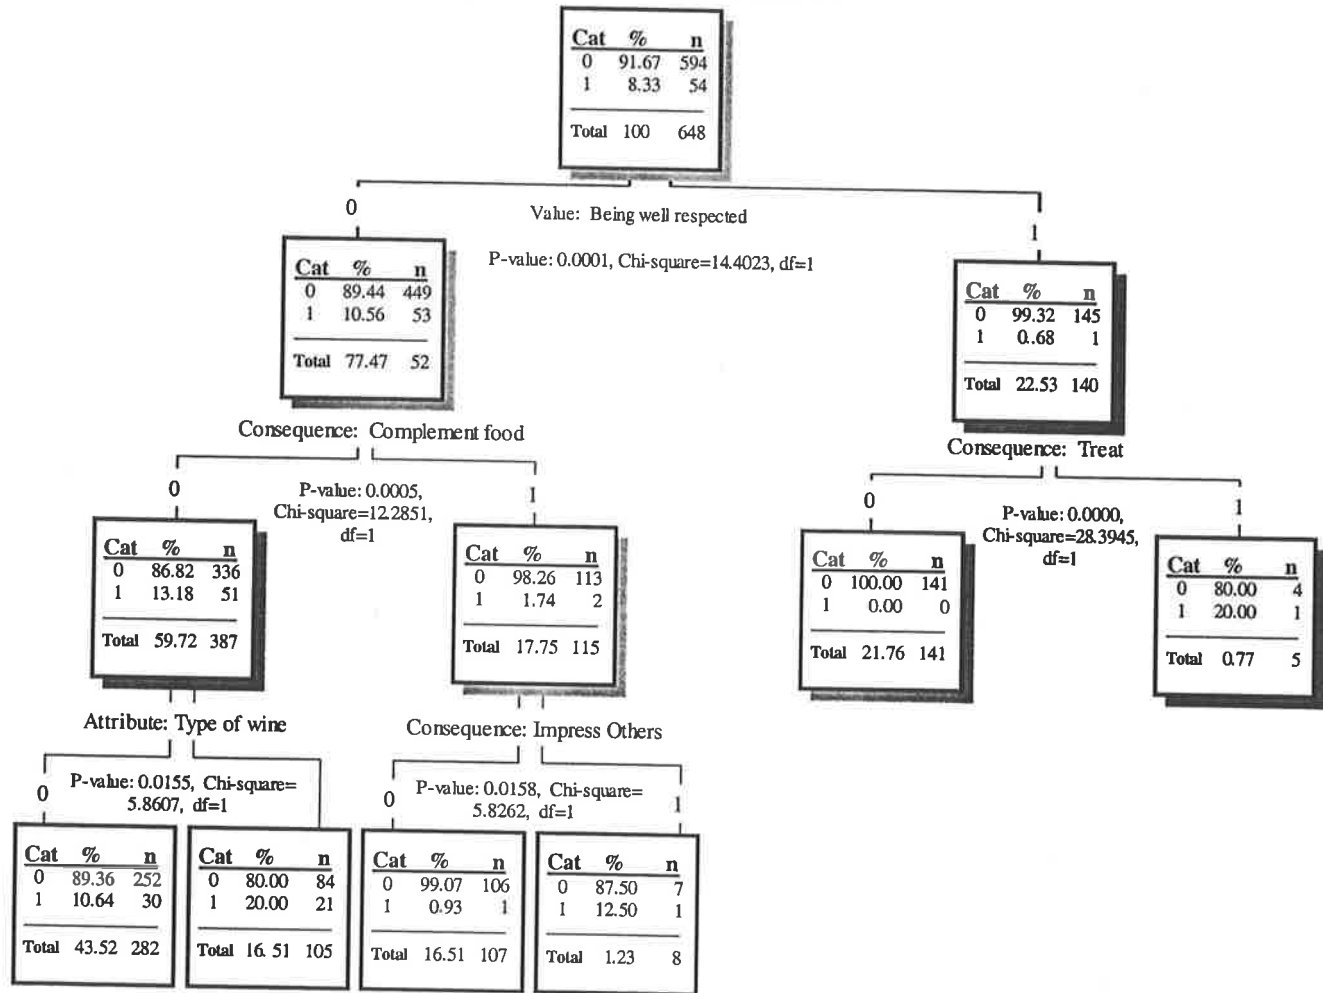 Cat % n
0 91.67 594
1 8.33 54
Total 100 648
0
Value: Being well respected
1
P-value: 0.0001, Chi-square=14.4023, df=1
Cat % n
0 89.44 449
1 10.56 53
Total 77.47 52
Cat % n
0 99.32 145
1 0..68 1
Total 22.53 140
Consequence: Complement food
Consequence: Treat
0
P-value: 0.0005,
Chi-square=12.2851,
df=1
1
0
P-value: 0.0000,
Chi-square=28.3945,
df=1
1
Cat % n
0 86.82 336
1 13.18 51
Total 59.72 387
Cat % n
0 98.26 113
1 1.74 2
Total 17.75 115
Cat % n
0 100.00 141
1 0.00 0
Total 21.76 141
Cat % n
0 80.00 4
1 20.00 1
Total 0.77 5
Attribute: Type of wine
Consequence: Impress Others
0
P-value: 0.0155, Chi-square=
5.8607, df=1
0
P-value: 0.0158, Chi-square=
5.8262, df=1
1
Cat % n
0 89.36 252
1 10.64 30
Total 43.52 282
Cat % n
0 80.00 84
1 20.00 21
Total 16. 51 105
Cat % n
0 99.07 106
1 0.93 1
Total 16.51 107
Cat % n
0 87.50 7
1 12.50 1
Total 1.23 8